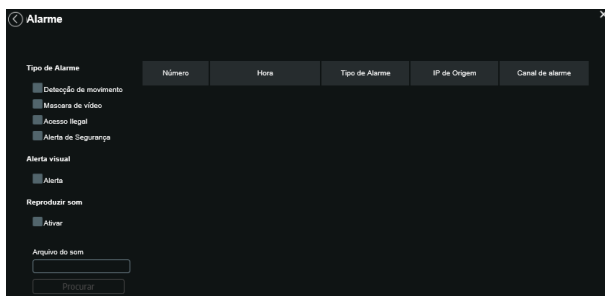 Alarme
Tipo de Alarme
Detecção de movimento
Mascara de vídeo
Acesso Ilegal
Alerta de Segurança
Alerta visual
Alerta
Reproduzir som
Ativar
Arquivo do som
Procurar
Número Hora Tipo de Alarme IP de Origem Canal de alarme